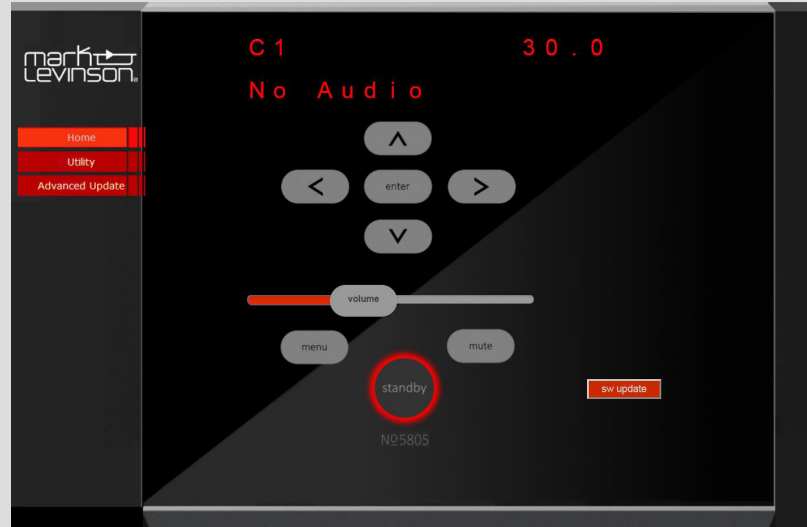 mark
Levinson®
C1 30.0
No Audio
Home
Utility
Advanced Update
enter
volume
menu mute
standby
sw update
Nº5805